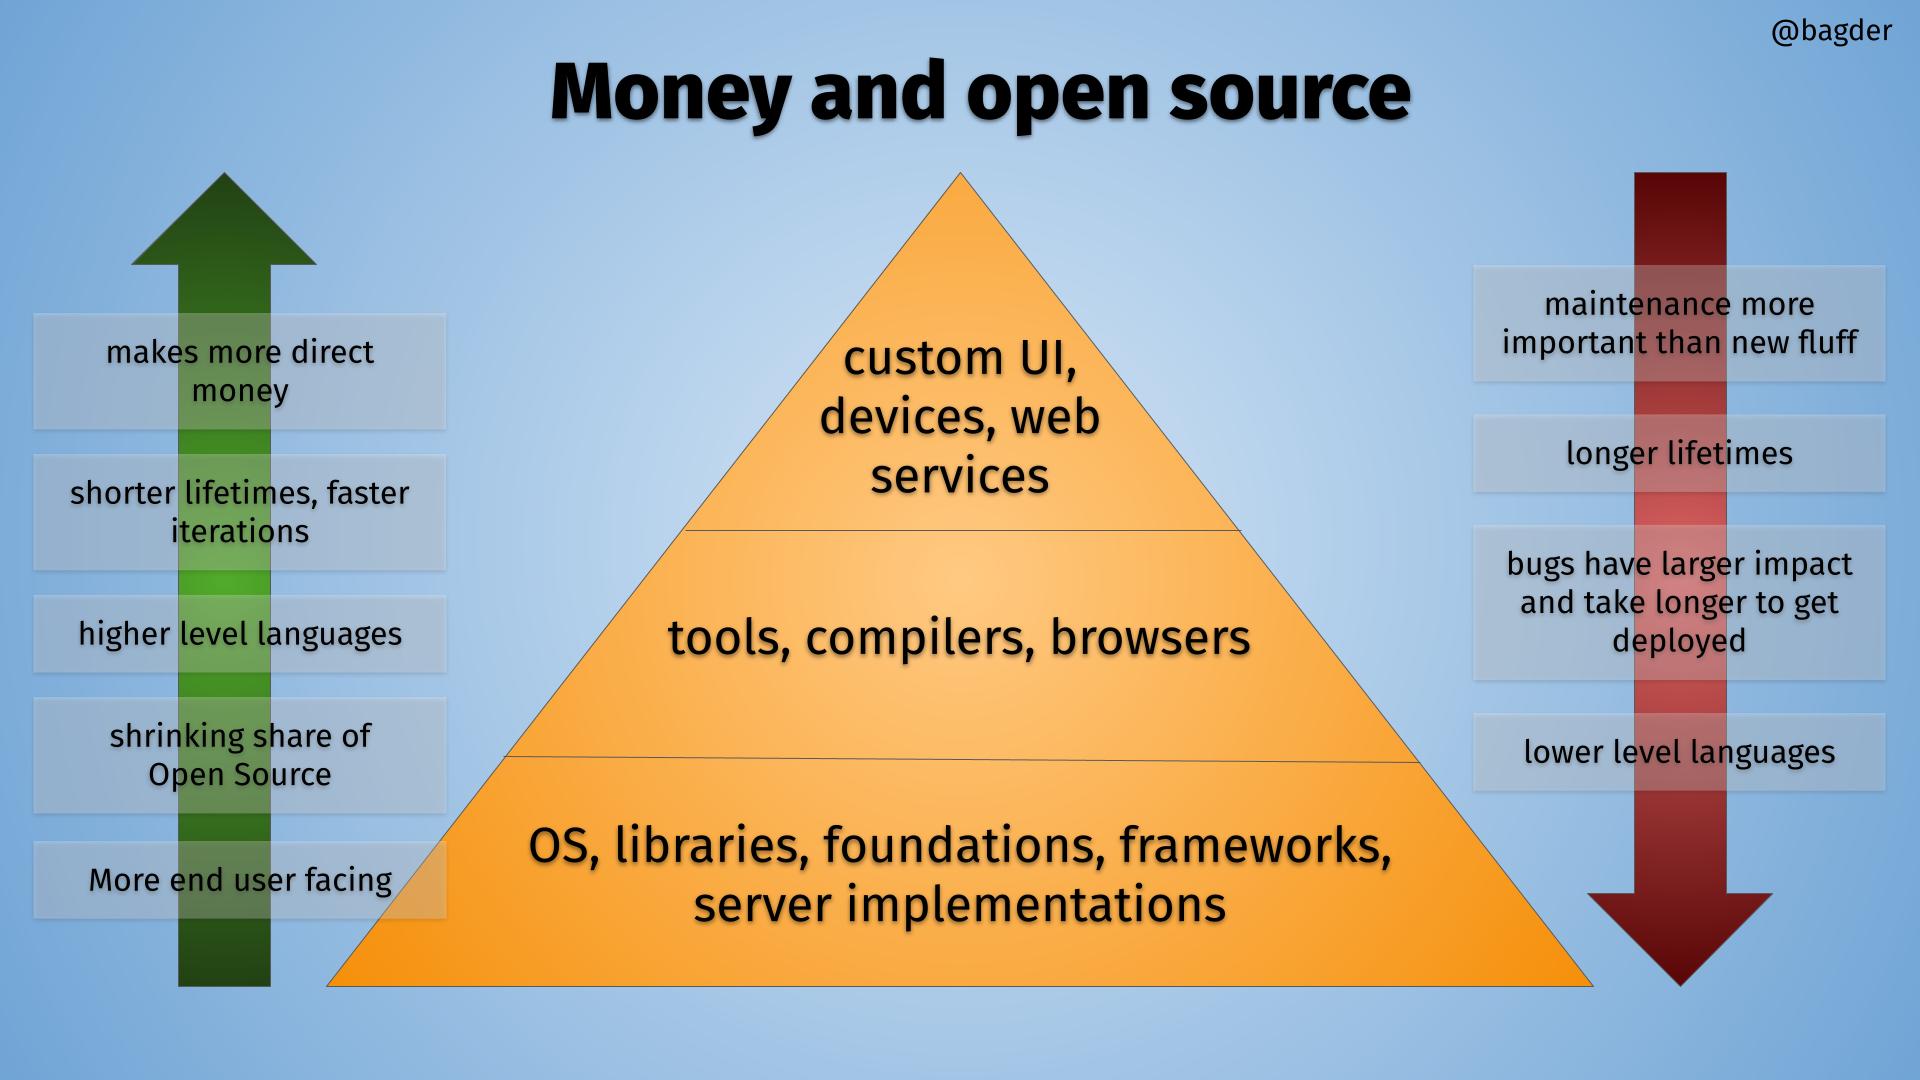 @bagder
Money and open source
makes more direct
money
shorter lifetimes, faster
iterations
higher level languages
shrinking share of
Open Source
More end user facing
custom UI,
devices, web
services
tools, compilers, browsers
OS, libraries, foundations, frameworks,
server implementations
maintenance more
important than new fluff
longer lifetimes
bugs have larger impact
and take longer to get
deployed
lower level languages